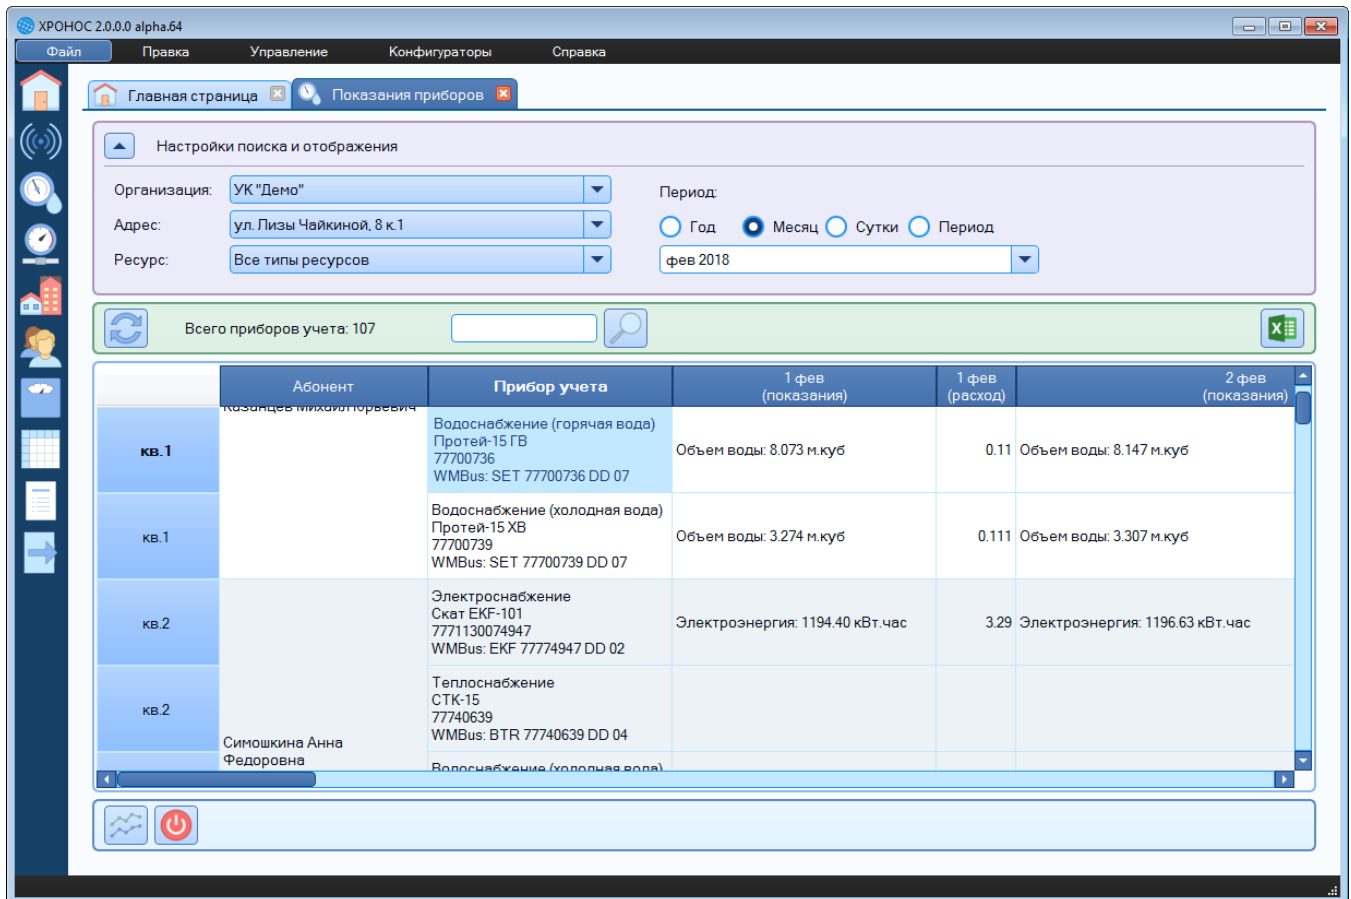 ХРОНОС 2.0.0.0 alpha.64
Файл Правка Управление Конфигураторы Справка
Главная страница Показания приборов
Настройки поиска и отображения
Организация: УК "Демо" Период:
Адрес: ул. Лизы Чайкиной, 8 к.1 Год Месяц Сутки Период
Ресурс: Все типы ресурсов фев 2018
Всего приборов учета: 107
Абонент Прибор учета 1 фев (показания) 1 фев (расход) 2 фев (показания)
Казанцев Михаил Юрьевич
кв.1
Водоснабжение (горячая вода)
Протей-15 ГВ
77700736
WMBus: SET 77700736 DD 07
Объем воды: 8.073 м.куб 0.11 Объем воды: 8.147 м.куб
кв.1
Водоснабжение (холодная вода)
Протей-15 ХВ
77700739
WMBus: SET 77700739 DD 07
Объем воды: 3.274 м.куб 0.111 Объем воды: 3.307 м.куб
кв.2
Электроснабжение
Скат EKF-101
7771130074947
WMBus: EKF 77774947 DD 02
Электроэнергия: 1194.40 кВт.час 3.29 Электроэнергия: 1196.63 кВт.час
кв.2
Теплоснабжение
СТК-15
77740639
WMBus: BTR 77740639 DD 04
Симошкина Анна
Федоровна
Водоснабжение (холодная вода)